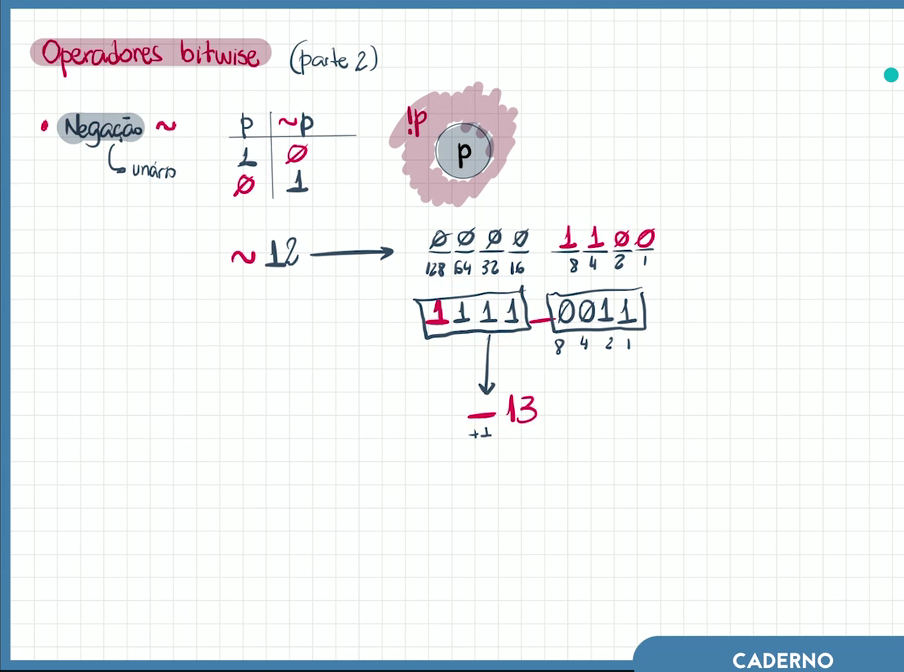 Operadores bitwise (parte 2)
• Negação ~
unário
p ~p
1 0
0 1
!p
p
~12
0 0 0 0 1 1 0 0
128 64 32 16 8 4 2 1
1 1 1 1 _ 0 0 1 1
8 4 2 1
- 13
+1
CADERNO